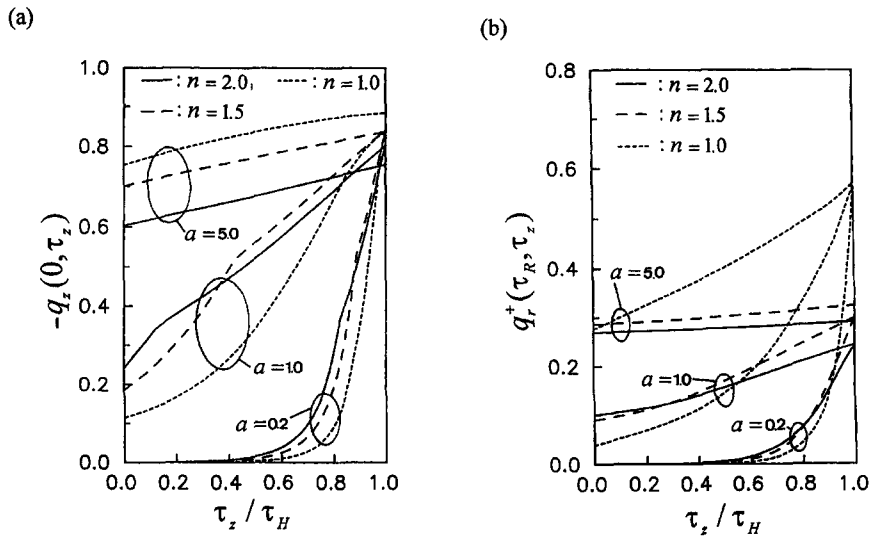 (a)
1.0
0.8
0.6
0.4
0.2
0.0
0.0 0.2 0.4 0.6 0.8 1.0
−q_z(0,τ_z)
τ_z / τ_H
—— : n = 2.0, ------ : n = 1.0
— — : n = 1.5
a = 5.0
a = 1.0
a = 0.2
(b)
0.8
0.6
0.4
0.2
0.0
0.0 0.2 0.4 0.6 0.8 1.0
q_r^+(τ_R, τ_z)
τ_z / τ_H
—— : n = 2.0
— — : n = 1.5
------ : n = 1.0
a = 5.0
a = 1.0
a = 0.2